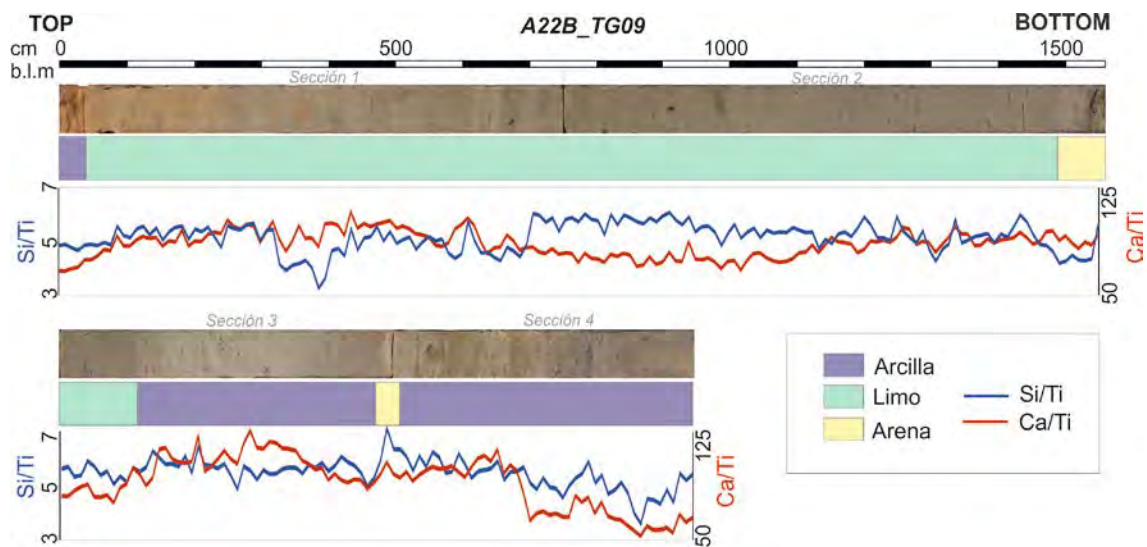 TOP A22B_TG09 BOTTOM
cm 0 500 1000 1500
b.l.m
Sección 1 Sección 2
7 125
Si/Ti 5 Ca/Ti
3 50
Sección 3 Sección 4
7 125
Si/Ti 5 Ca/Ti
3 50
Arcilla
Limo Si/Ti
Arena Ca/Ti